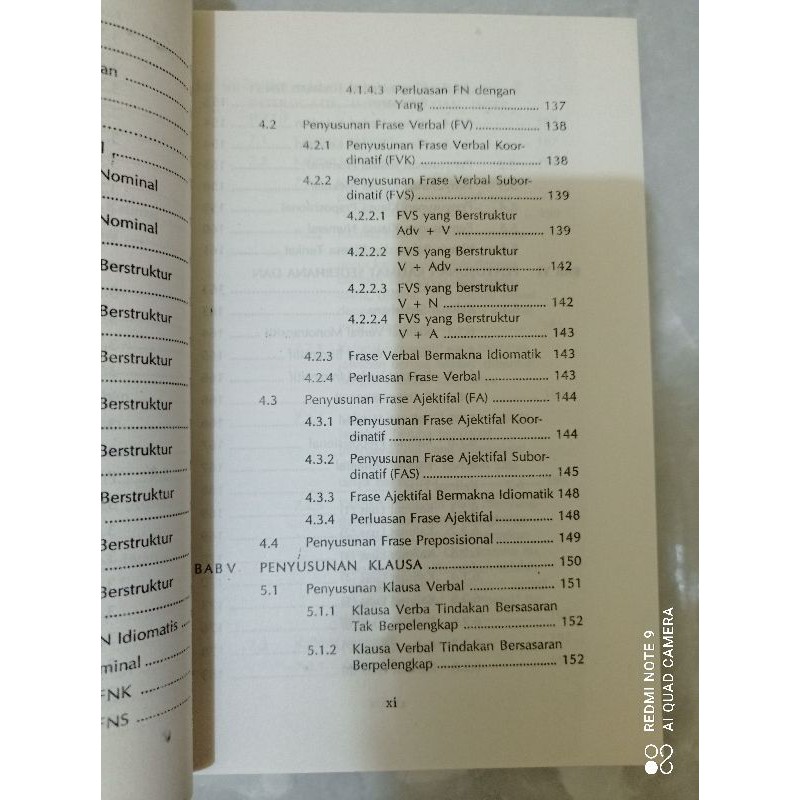 an
Nominal
Nominal
Berstruktur
Berstruktur
Berstruktur
Berstruktur
Berstruktur
Berstruktur
Berstruktur
Berstruktur
N Idiomatis
minal
FNK
FNS
4.1.4.3 Perluasan FN dengan
Yang 137
4.2 Penyusunan Frase Verbal (FV) 138
4.2.1 Penyusunan Frase Verbal Koor-
dinatif (FVK) 138
4.2.2 Penyusunan Frase Verbal Subor-
dinatif (FVS) 139
4.2.2.1 FVS yang Berstruktur
Adv + V 139
4.2.2.2 FVS yang Berstruktur
V + Adv 142
4.2.2.3 FVS yang berstruktur
V + N 142
4.2.2.4 FVS yang Berstruktur
V + A 143
4.2.3 Frase Verbal Bermakna Idiomatik 143
4.2.4 Perluasan Frase Verbal 143
4.3 Penyusunan Frase Ajektifal (FA) 144
4.3.1 Penyusunan Frase Ajektifal Koor-
dinatif 144
4.3.2 Penyusunan Frase Ajektifal Subor-
dinatif (FAS) 145
4.3.3 Frase Ajektifal Bermakna Idiomatik 148
4.3.4 Perluasan Frase Ajektifal 148
4.4 Penyusunan Frase Preposisional 149
BAB V PENYUSUNAN KLAUSA 150
5.1 Penyusunan Klausa Verbal 151
5.1.1 Klausa Verba Tindakan Bersasaran
Tak Berpelengkap 152
5.1.2 Klausa Verbal Tindakan Bersasaran
Berpelengkap 152
xi
REDMI NOTE 9
AI QUAD CAMERA